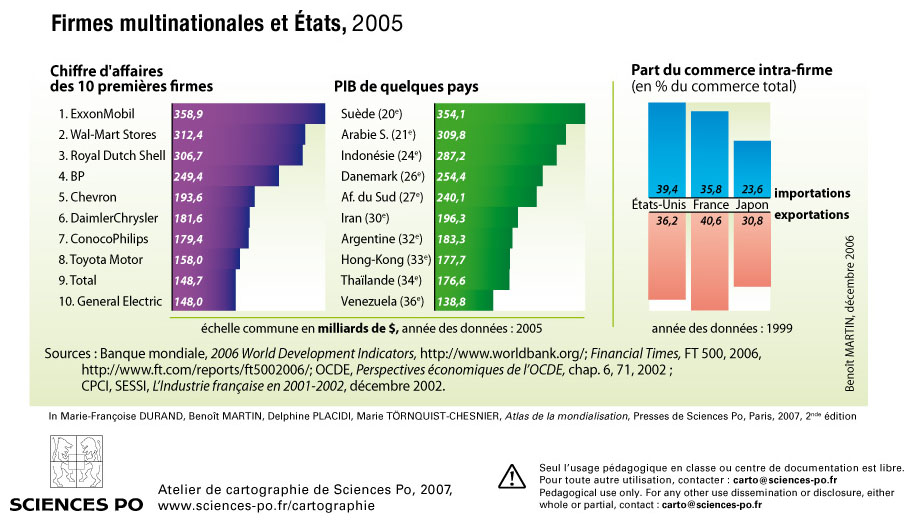 Firmes multinationales et États, 2005
Chiffre d'affaires
des 10 premières firmes
1. ExxonMobil 358,9
2. Wal-Mart Stores 312,4
3. Royal Dutch Shell 306,7
4. BP 249,4
5. Chevron 193,6
6. DaimlerChrysler 181,6
7. ConocoPhilips 179,4
8. Toyota Motor 158,0
9. Total 148,7
10. General Electric 148,0
PIB de quelques pays
Suède (20e) 354,1
Arabie S. (21e) 309,8
Indonésie (24e) 287,2
Danemark (26e) 254,4
Af. du Sud (27e) 240,1
Iran (30e) 196,3
Argentine (32e) 183,3
Hong-Kong (33e) 177,7
Thaïlande (34e) 176,6
Venezuela (36e) 138,8
échelle commune en milliards de $, année des données : 2005
Part du commerce intra-firme
(en % du commerce total)
39,4 35,8 23,6 importations
États-Unis France Japon
36,2 40,6 30,8 exportations
année des données : 1999
Benoît MARTIN, décembre 2006
Sources : Banque mondiale, 2006 World Development Indicators, http://www.worldbank.org/; Financial Times, FT 500, 2006,
http://www.ft.com/reports/ft5002006/; OCDE, Perspectives économiques de l'OCDE, chap. 6, 71, 2002 ;
CPCI, SESSI, L'Industrie française en 2001-2002, décembre 2002.
In Marie-Françoise DURAND, Benoît MARTIN, Delphine PLACIDI, Marie TÖRNQUIST-CHESNIER, Atlas de la mondialisation, Presses de Sciences Po, Paris, 2007, 2nde édition
SCIENCES PO
Atelier de cartographie de Sciences Po, 2007,
www.sciences-po.fr/cartographie
Seul l'usage pédagogique en classe ou centre de documentation est libre.
Pour toute autre utilisation, contacter : carto@sciences-po.fr
Pedagogical use only. For any other use dissemination or disclosure, either
whole or partial, contact : carto@sciences-po.fr